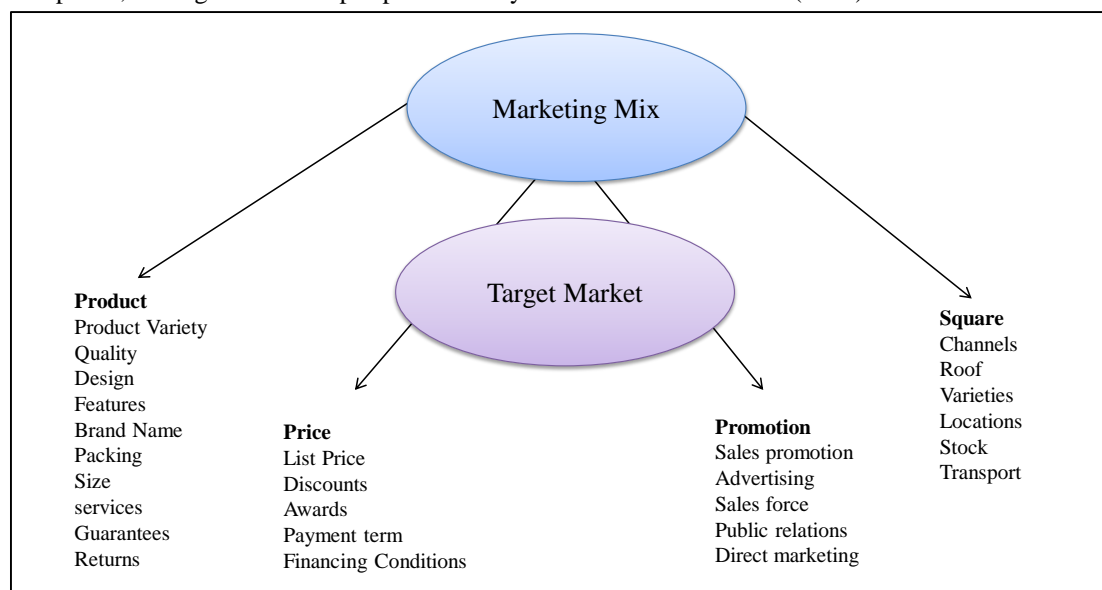 Marketing Mix
Target Market
Product
Product Variety
Quality
Design
Features
Brand Name
Packing
Size
services
Guarantees
Returns
Price
List Price
Discounts
Awards
Payment term
Financing Conditions
Promotion
Sales promotion
Advertising
Sales force
Public relations
Direct marketing
Square
Channels
Roof
Varieties
Locations
Stock
Transport